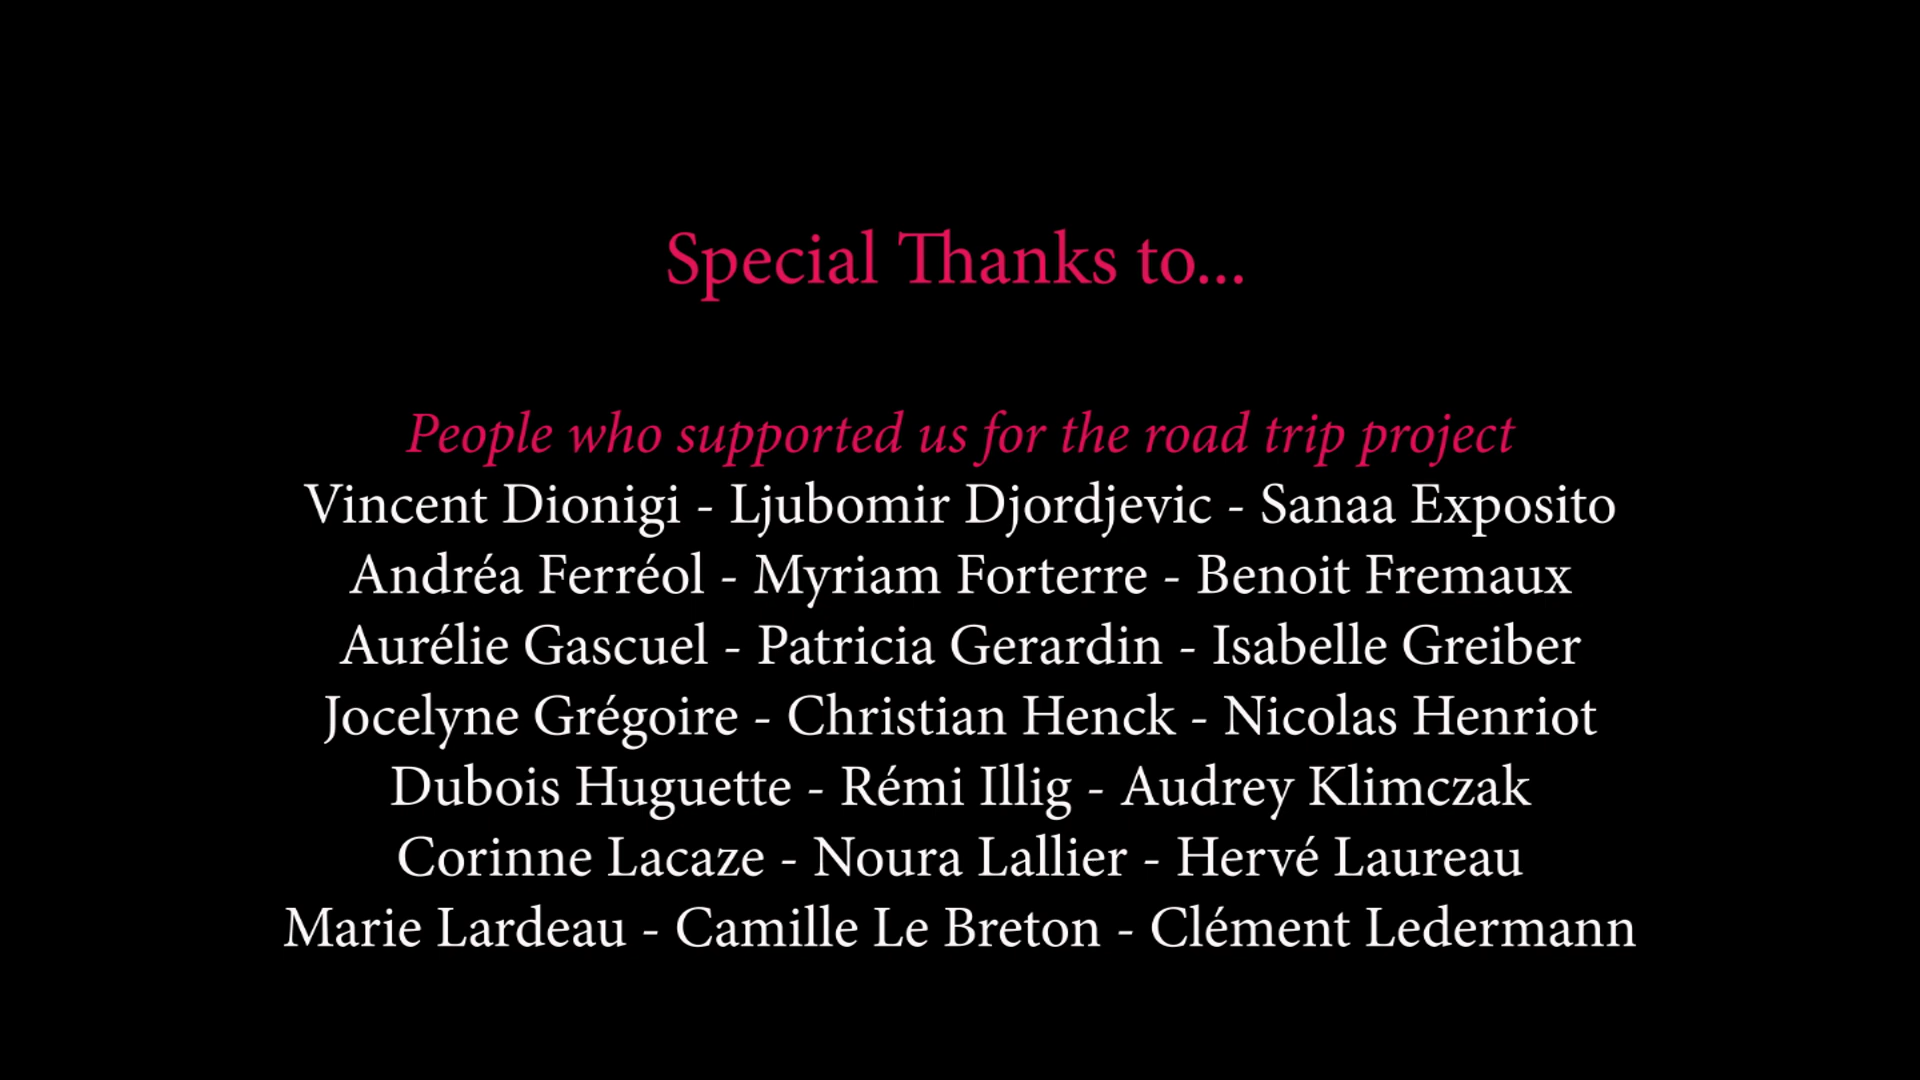 Special Thanks to...
People who supported us for the road trip project
Vincent Dionigi - Ljubomir Djordjevic - Sanaa Exposito
Andréa Ferréol - Myriam Forterre - Benoit Fremaux
Aurélie Gascuel - Patricia Gerardin - Isabelle Greiber
Jocelyne Grégoire - Christian Henck - Nicolas Henriot
Dubois Huguette - Rémi Illig - Audrey Klimczak
Corinne Lacaze - Noura Lallier - Hervé Laureau
Marie Lardeau - Camille Le Breton - Clément Ledermann